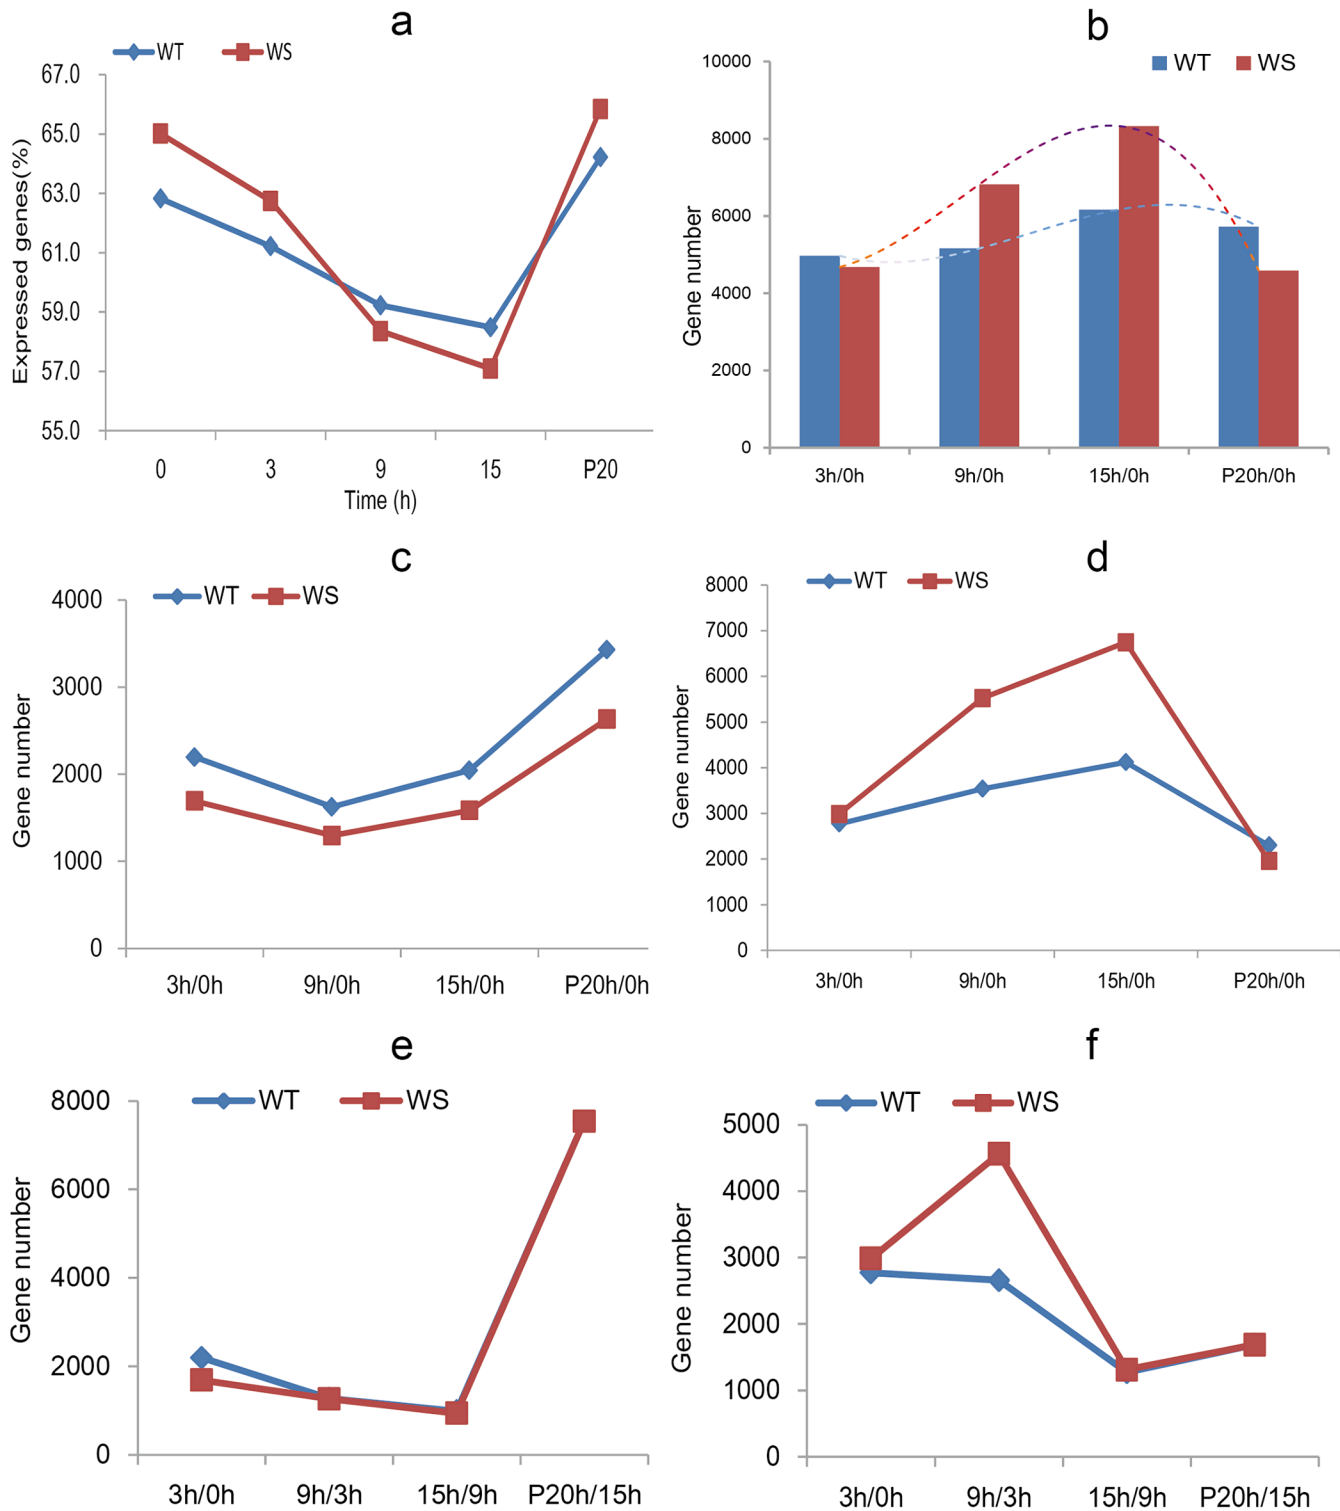 a
WT WS
67.0
65.0
63.0
61.0
59.0
57.0
55.0
Expressed genes(%)
0 3 9 15 P20
Time (h)
b
WT WS
10000
8000
6000
4000
2000
0
Gene number
3h/0h 9h/0h 15h/0h P20h/0h
c
WT WS
4000
3000
2000
1000
0
Gene number
3h/0h 9h/0h 15h/0h P20h/0h
d
WT WS
8000
7000
6000
5000
4000
3000
2000
1000
0
Gene number
3h/0h 9h/0h 15h/0h P20h/0h
e
WT WS
8000
6000
4000
2000
0
Gene number
3h/0h 9h/3h 15h/9h P20h/15h
f
WT WS
5000
4000
3000
2000
1000
0
Gene number
3h/0h 9h/3h 15h/9h P20h/15h